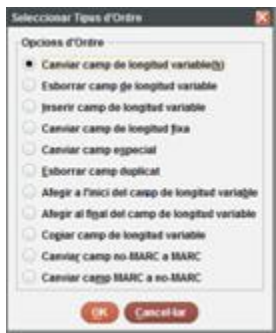 Seleccionar Tipus d'Ordre
Opcions d'Ordre
Canviar camp de longitud variable(h)
Esborrar camp de longitud variable
Inserir camp de longitud variable
Canviar camp de longitud fixa
Canviar camp especial
Esborrar camp duplicat
Afegir a l'inici del camp de longitud variable
Afegir al final del camp de longitud variable
Copiar camp de longitud variable
Canviar camp no-MARC a MARC
Canviar camp MARC a no-MARC
OK
Cancel·lar